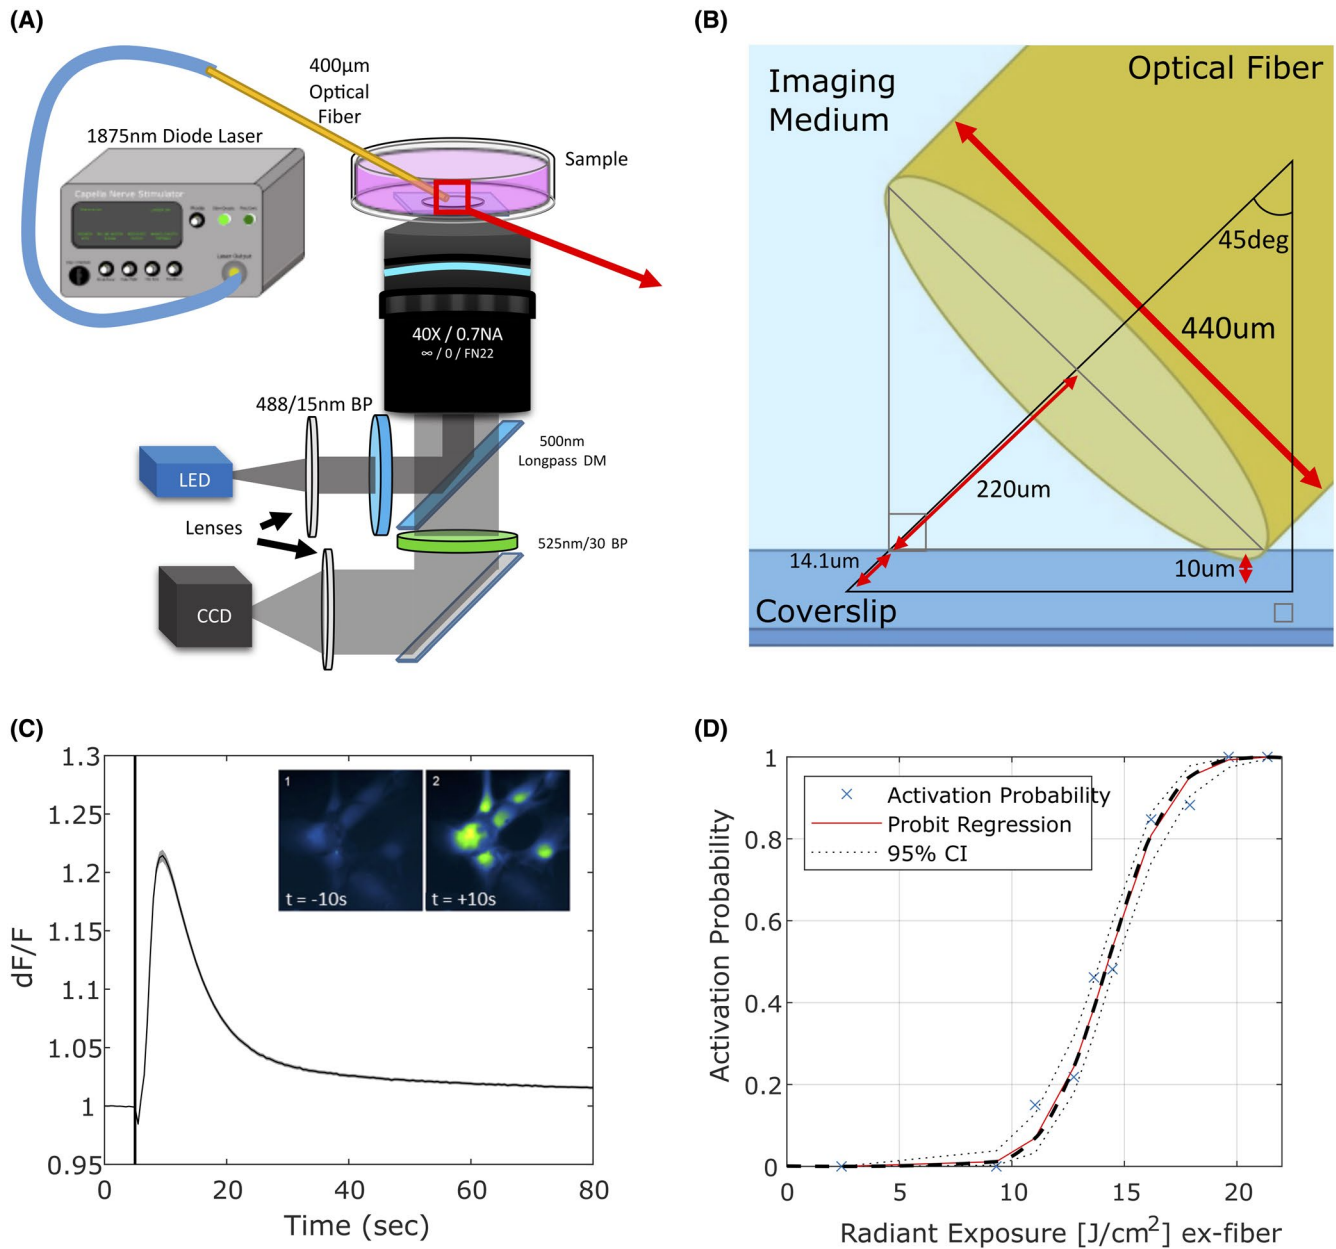 (A)
400µm
Optical
Fiber
1875nm Diode Laser
Sample
Capella Nerve Stimulator
Laser Output
40X / 0.7NA
∞ / 0 / FN22
488/15nm BP
500nm
Longpass DM
LED
Lenses
525nm/30 BP
CCD
(B)
Imaging
Medium
Optical Fiber
45deg
440um
220um
14.1um
10um
Coverslip
(C)
1.3
1.25
1.2
1.15
1.1
1.05
1
0.95
dF/F
1
t = -10s
2
t = +10s
0
20
40
60
80
Time (sec)
(D)
1
0.8
0.6
0.4
0.2
0
Activation Probability
Activation Probability
Probit Regression
95% CI
0
5
10
15
20
Radiant Exposure [J/cm²] ex-fiber